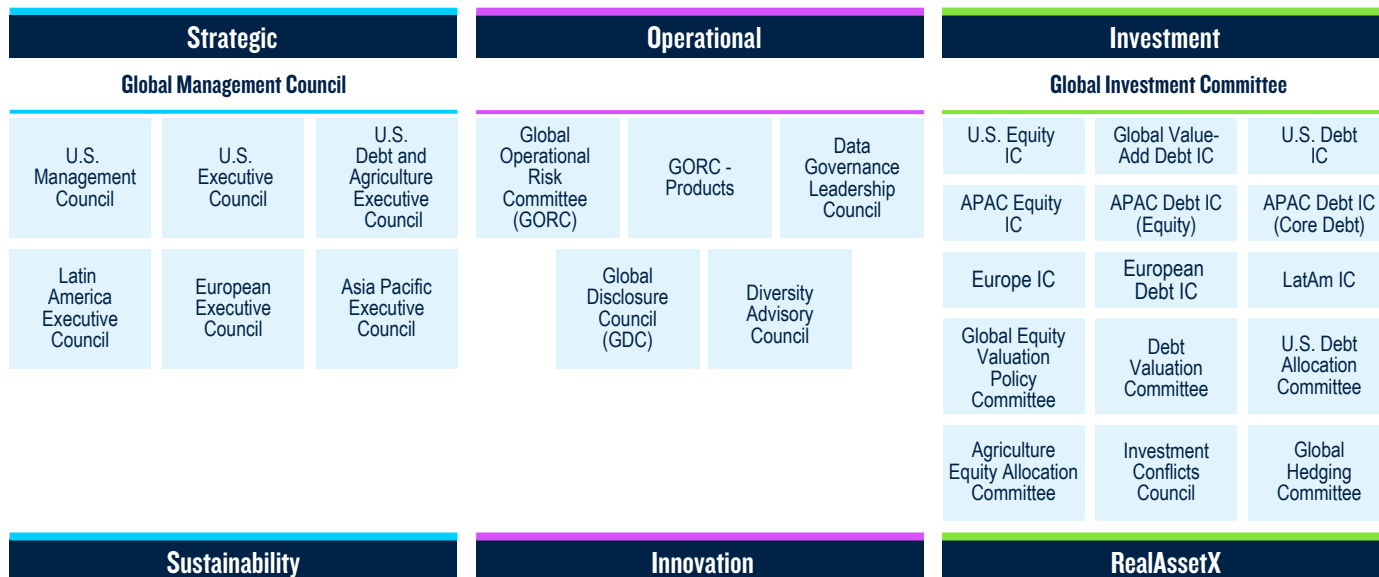 Strategic
Global Management Council
U.S.
Management
Council
U.S.
Executive
Council
U.S.
Debt and
Agriculture
Executive
Council
Latin
America
Executive
Council
European
Executive
Council
Asia Pacific
Executive
Council
Operational
Global
Operational
Risk
Committee
(GORC)
GORC -
Products
Data
Governance
Leadership
Council
Global
Disclosure
Council
(GDC)
Diversity
Advisory
Council
Investment
Global Investment Committee
U.S. Equity
IC
Global Value-
Add Debt IC
U.S. Debt
IC
APAC Equity
IC
APAC Debt IC
(Equity)
APAC Debt IC
(Core Debt)
Europe IC
European
Debt IC
LatAm IC
Global Equity
Valuation
Policy
Committee
Debt
Valuation
Committee
U.S. Debt
Allocation
Committee
Agriculture
Equity Allocation
Committee
Investment
Conflicts
Council
Global
Hedging
Committee
Sustainability
Innovation
RealAssetX